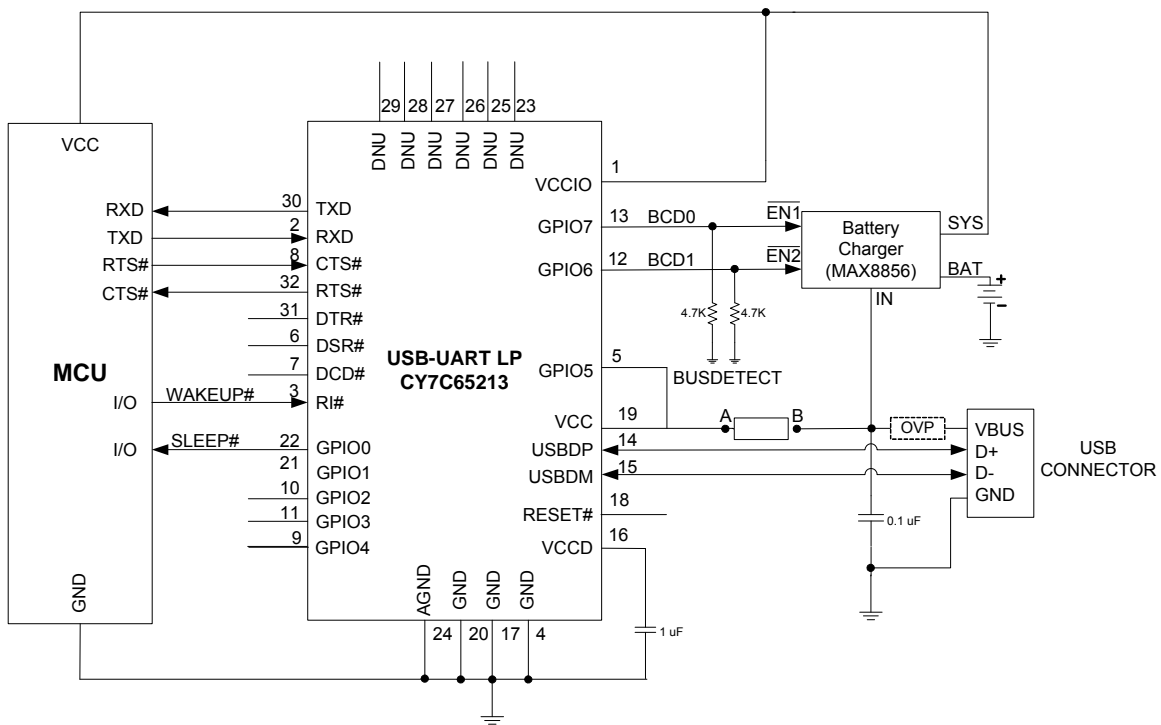 29
28
27
26
25
23
DNU
DNU
DNU
DNU
DNU
DNU
VCC
MCU
RXD
TXD
RTS#
CTS#
I/O
WAKEUP#
I/O
SLEEP#
GND
30
TXD
2
RXD
8
CTS#
32
RTS#
31
DTR#
6
DSR#
7
DCD#
3
RI#
22
GPIO0
21
GPIO1
10
GPIO2
11
GPIO3
9
GPIO4
USB-UART LP
CY7C65213
VCCIO
1
GPIO7
13
BCD0
EN1
GPIO6
12
BCD1
EN2
4.7K
4.7K
GPIO5
5
BUSDETECT
VCC
19
A
B
USBDP
14
USBDM
15
RESET#
18
VCCD
16
AGND
GND
GND
GND
24
20
17
4
1 uF
Battery
Charger
(MAX8856)
SYS
BAT
+
-
IN
OVP
VBUS
D+
D-
GND
USB
CONNECTOR
0.1 uF